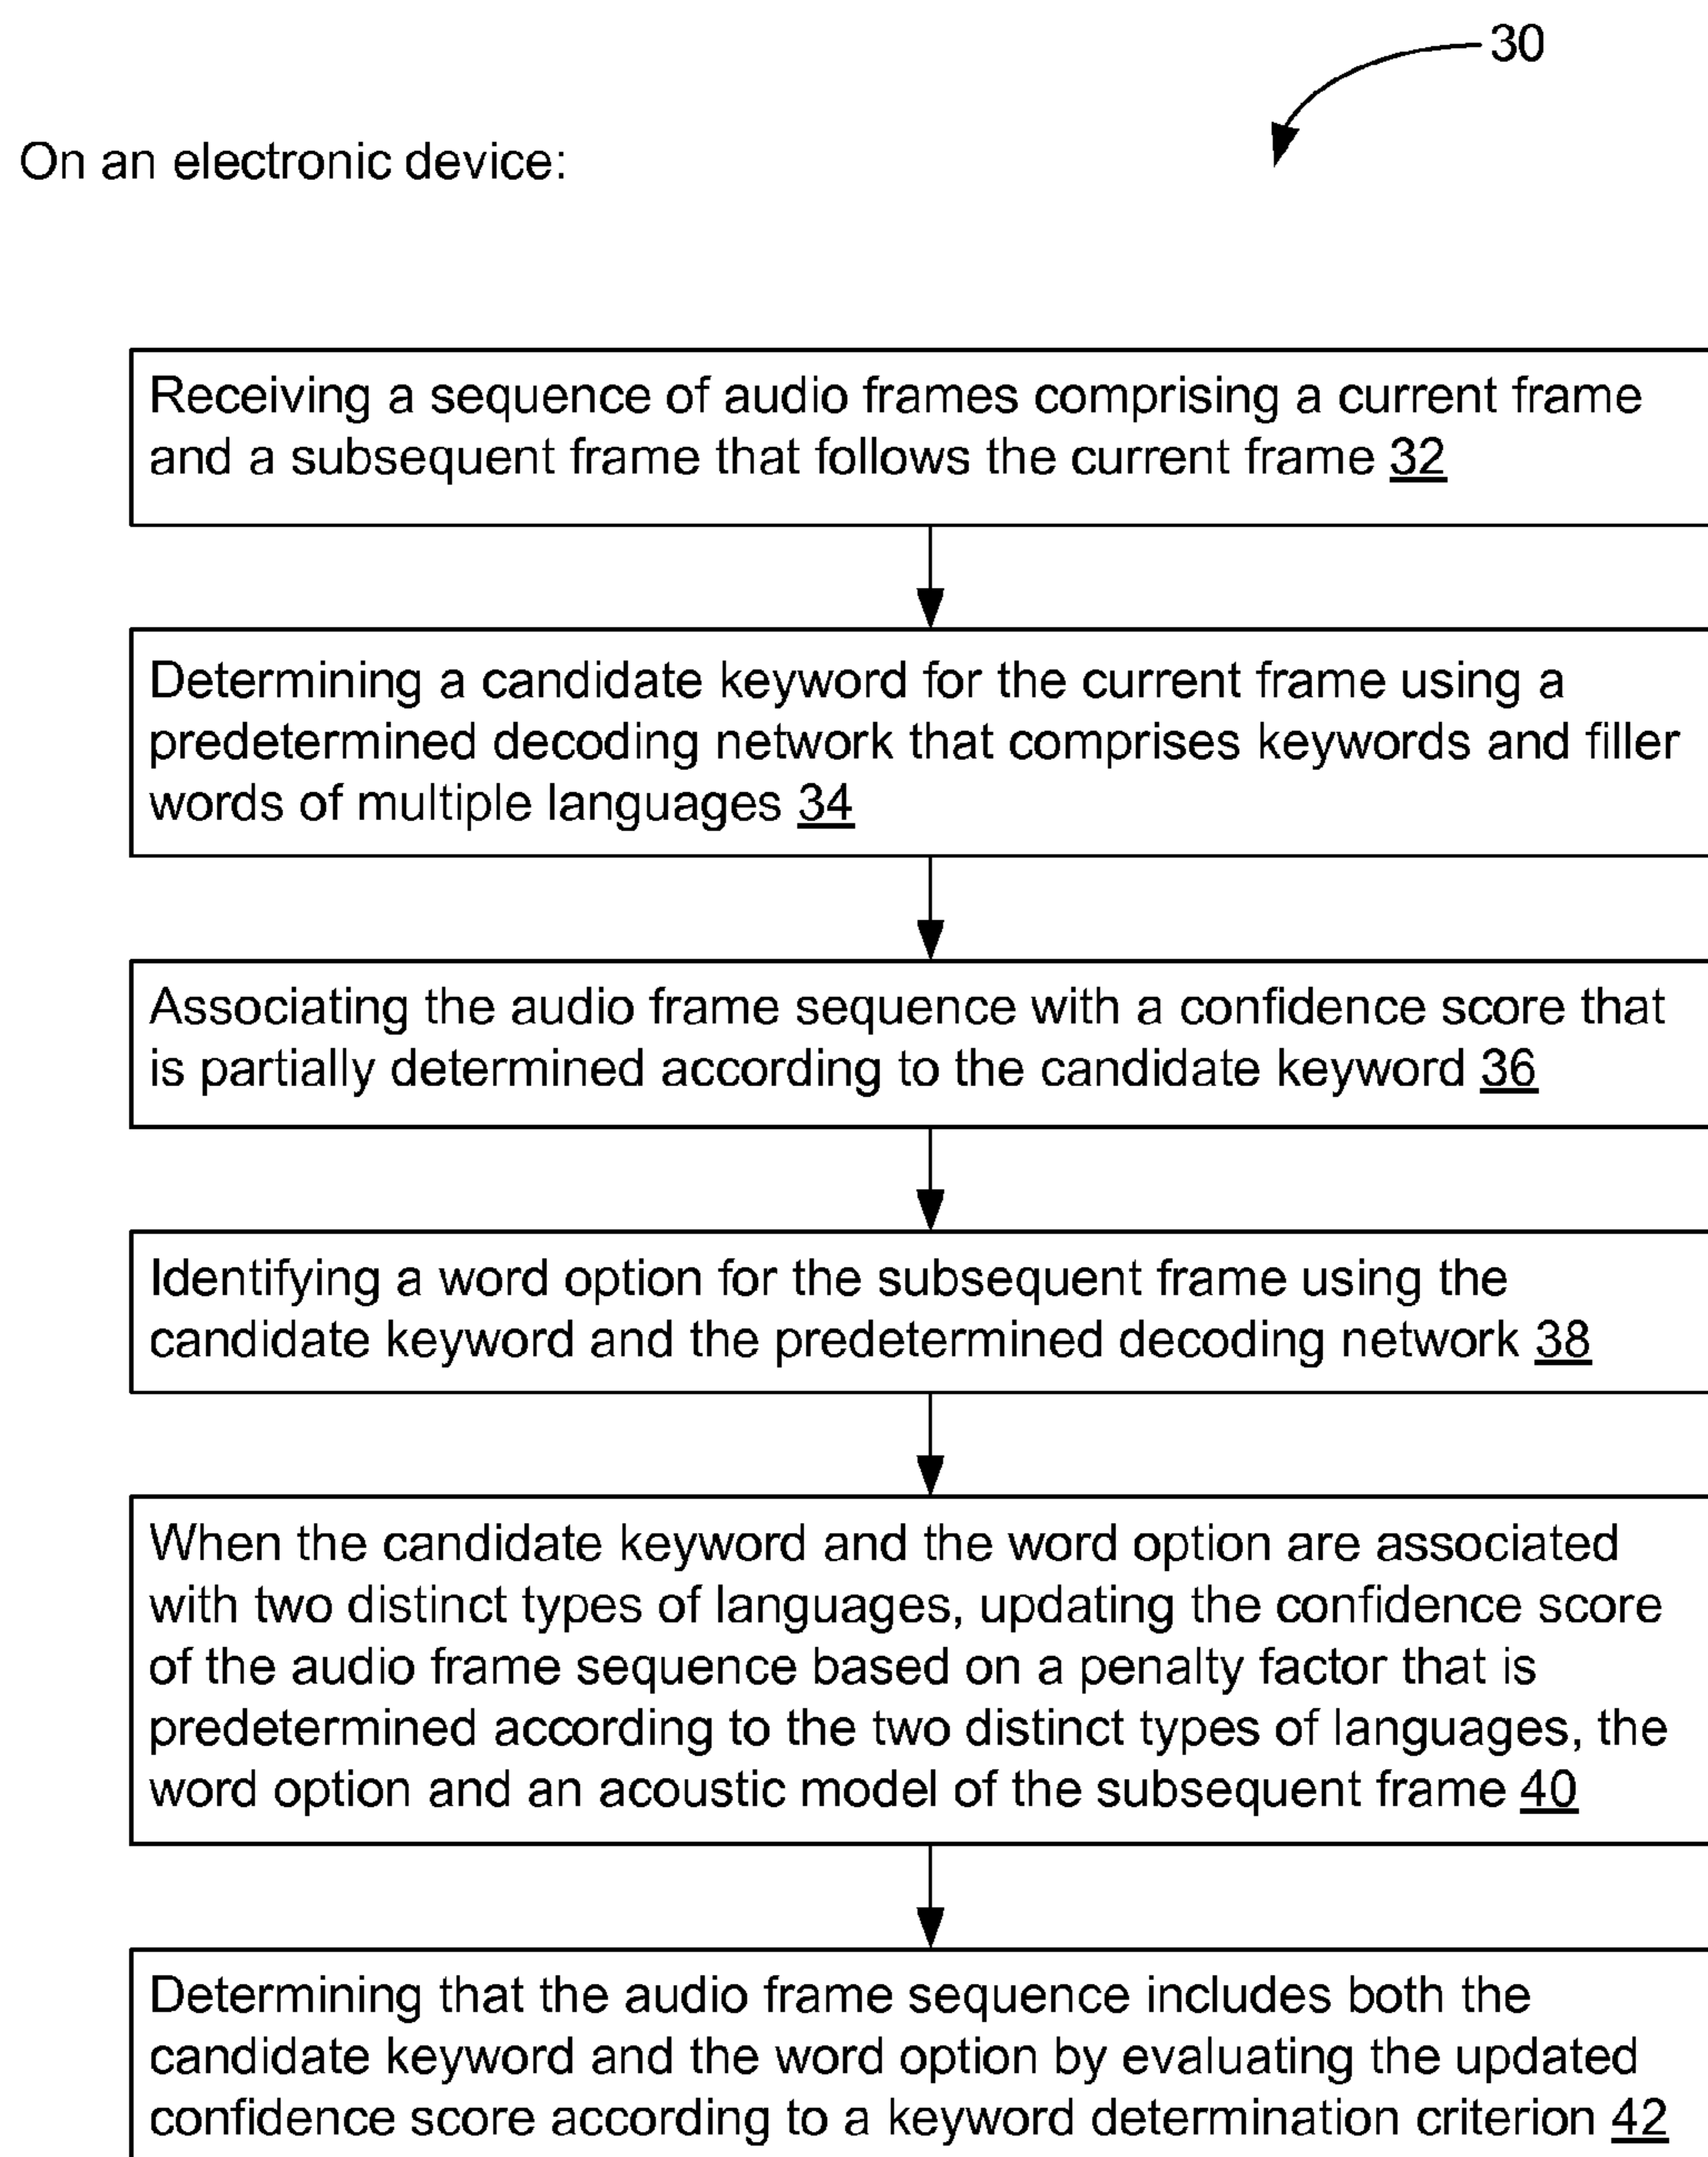 30
On an electronic device:
Receiving a sequence of audio frames comprising a current frame
and a subsequent frame that follows the current frame 32
Determining a candidate keyword for the current frame using a
predetermined decoding network that comprises keywords and filler
words of multiple languages 34
Associating the audio frame sequence with a confidence score that
is partially determined according to the candidate keyword 36
Identifying a word option for the subsequent frame using the
candidate keyword and the predetermined decoding network 38
When the candidate keyword and the word option are associated
with two distinct types of languages, updating the confidence score
of the audio frame sequence based on a penalty factor that is
predetermined according to the two distinct types of languages, the
word option and an acoustic model of the subsequent frame 40
Determining that the audio frame sequence includes both the
candidate keyword and the word option by evaluating the updated
confidence score according to a keyword determination criterion 42